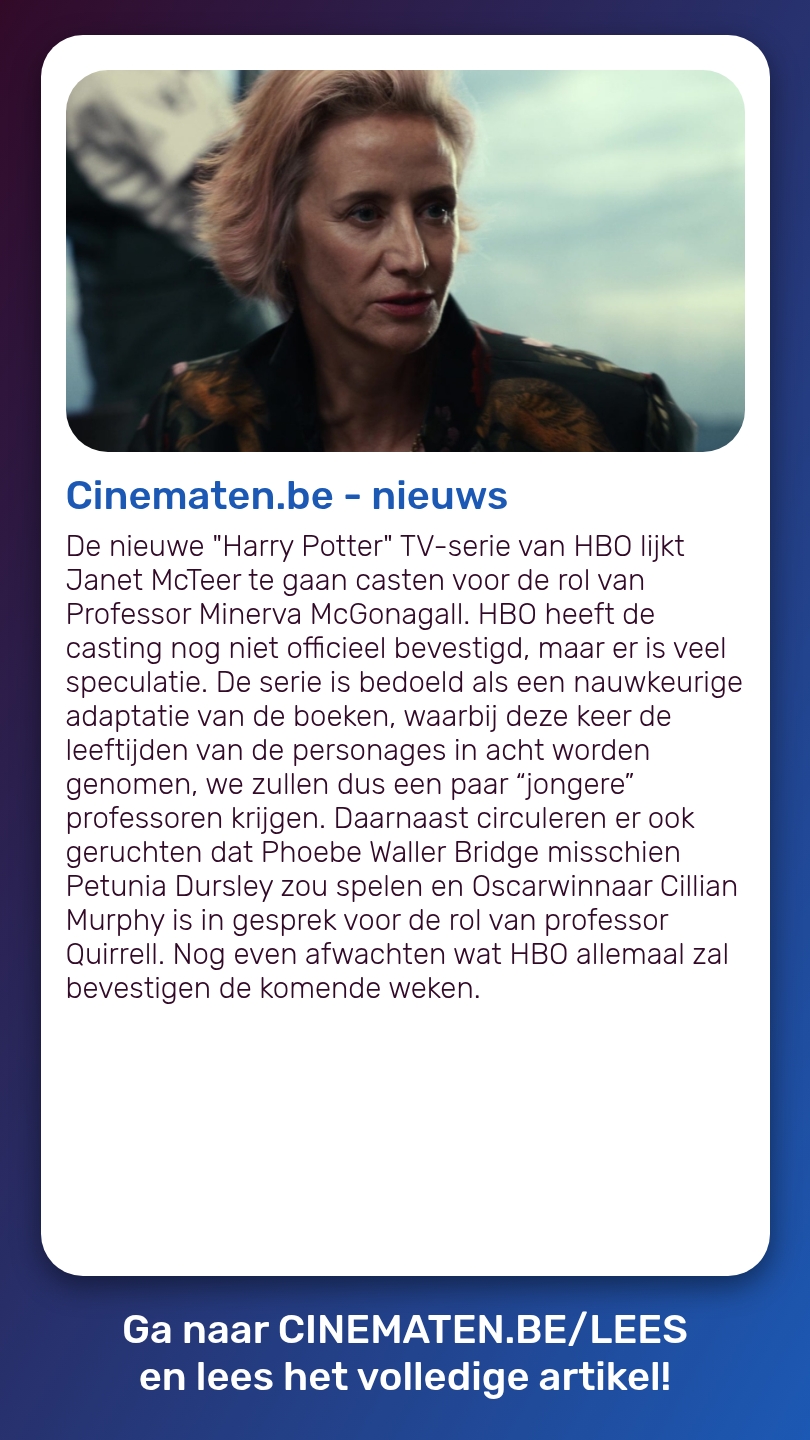 Cinematen.be - nieuws
De nieuwe "Harry Potter" TV-serie van HBO lijkt
Janet McTeer te gaan casten voor de rol van
Professor Minerva McGonagall. HBO heeft de
casting nog niet officieel bevestigd, maar er is veel
speculatie. De serie is bedoeld als een nauwkeurige
adaptatie van de boeken, waarbij deze keer de
leeftijden van de personages in acht worden
genomen, we zullen dus een paar “jongere”
professoren krijgen. Daarnaast circuleren er ook
geruchten dat Phoebe Waller Bridge misschien
Petunia Dursley zou spelen en Oscarwinnaar Cillian
Murphy is in gesprek voor de rol van professor
Quirrell. Nog even afwachten wat HBO allemaal zal
bevestigen de komende weken.
Ga naar CINEMATEN.BE/LEES
en lees het volledige artikel!